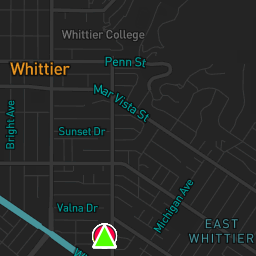 Whittier College
Penn St
Whittier
Mar Vista St
Bright Ave
Sunset Dr
Michigan Ave
Valna Dr
EAST
WHITTIER